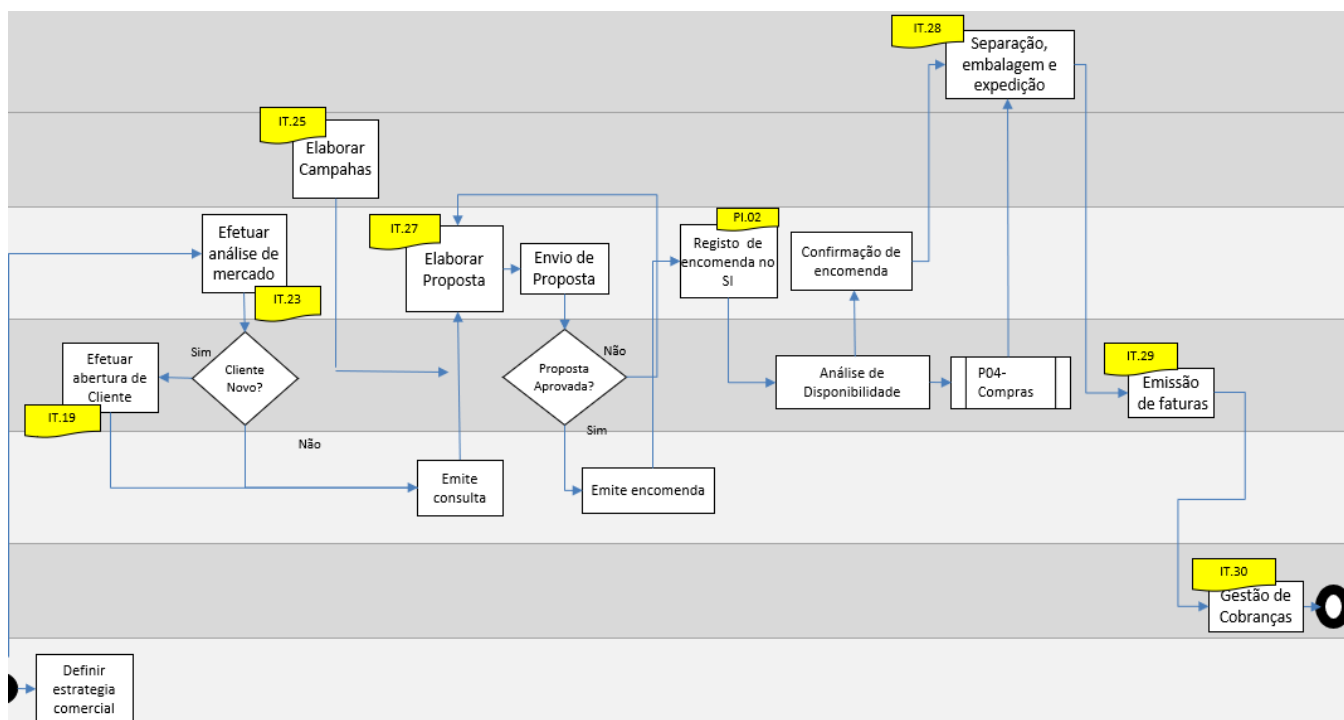 IT.28
Separação,
embalagem e
expedição
IT.25
Elaborar
Campahas
Efetuar
análise de
mercado
IT.23
IT.27
Elaborar
Proposta
Envio de
Proposta
PI.02
Registo de
encomenda no
SI
Confirmação de
encomenda
Efetuar
abertura de
Cliente
IT.19
Sim
Cliente
Novo?
Não
Proposta
Aprovada?
Não
Sim
Análise de
Disponibilidade
P04-
Compras
IT.29
Emissão
de faturas
Emite
consulta
Emite encomenda
IT.30
Gestão de
Cobranças
Definir
estrategia
comercial